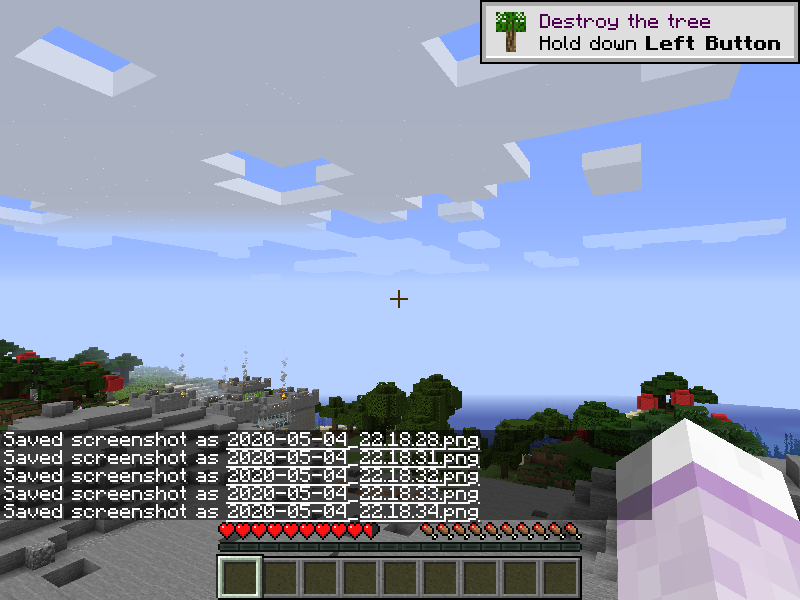 Destroy the tree
Hold down Left Button
Saved screenshot as 2020-05-04_22.18.28.png
Saved screenshot as 2020-05-04_22.18.31.png
Saved screenshot as 2020-05-04_22.18.32.png
Saved screenshot as 2020-05-04_22.18.33.png
Saved screenshot as 2020-05-04_22.18.34.png